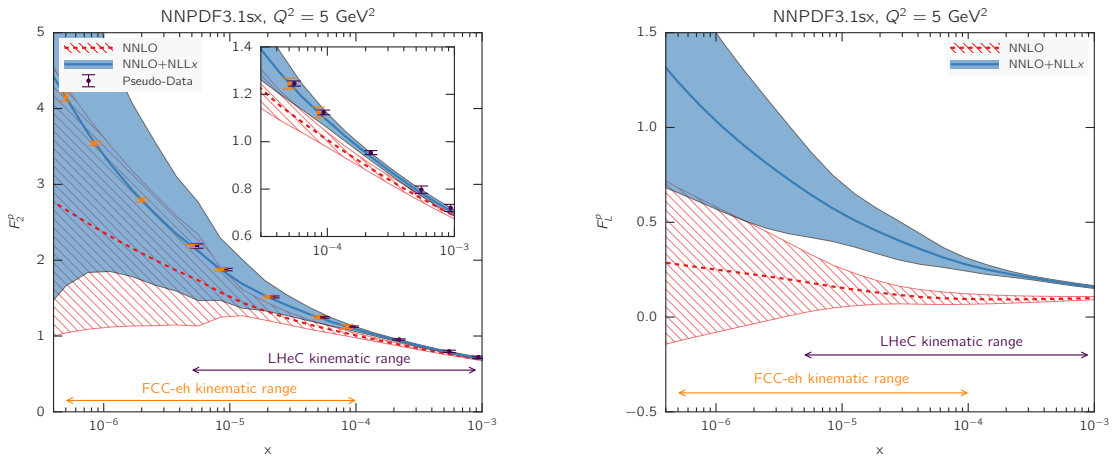 NNPDF3.1sx, Q² = 5 GeV²
5
4
3
2
1
0
F₂ᵖ
NNLO
NNLO+NLLx
Pseudo-Data
1.4
1.2
1.0
0.8
0.6
10⁻⁴
10⁻³
LHeC kinematic range
FCC-eh kinematic range
10⁻⁶
10⁻⁵
10⁻⁴
10⁻³
x
NNPDF3.1sx, Q² = 5 GeV²
1.5
1.0
0.5
0.0
−0.5
F_Lᵖ
NNLO
NNLO+NLLx
LHeC kinematic range
FCC-eh kinematic range
10⁻⁶
10⁻⁵
10⁻⁴
10⁻³
x